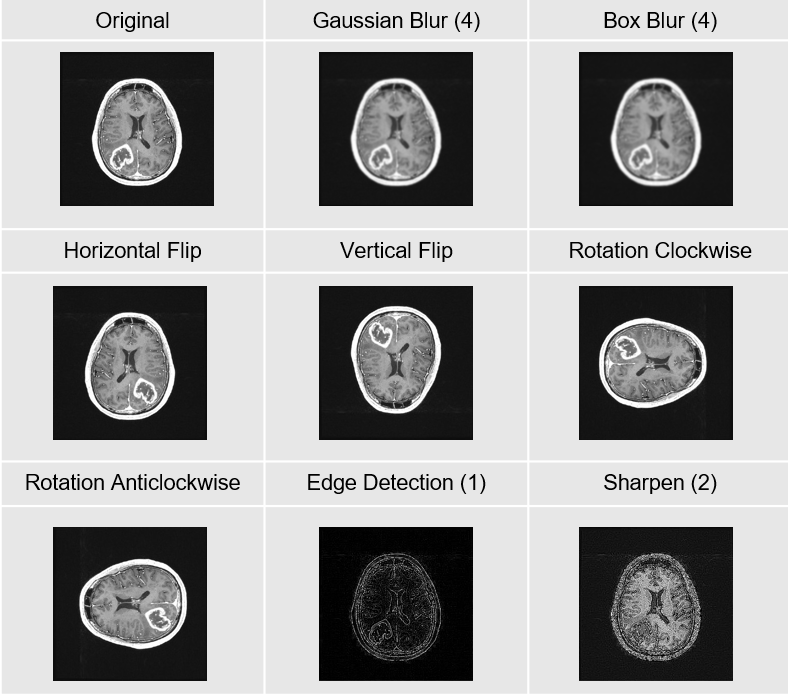 Original
Gaussian Blur (4)
Box Blur (4)
Horizontal Flip
Vertical Flip
Rotation Clockwise
Rotation Anticlockwise
Edge Detection (1)
Sharpen (2)